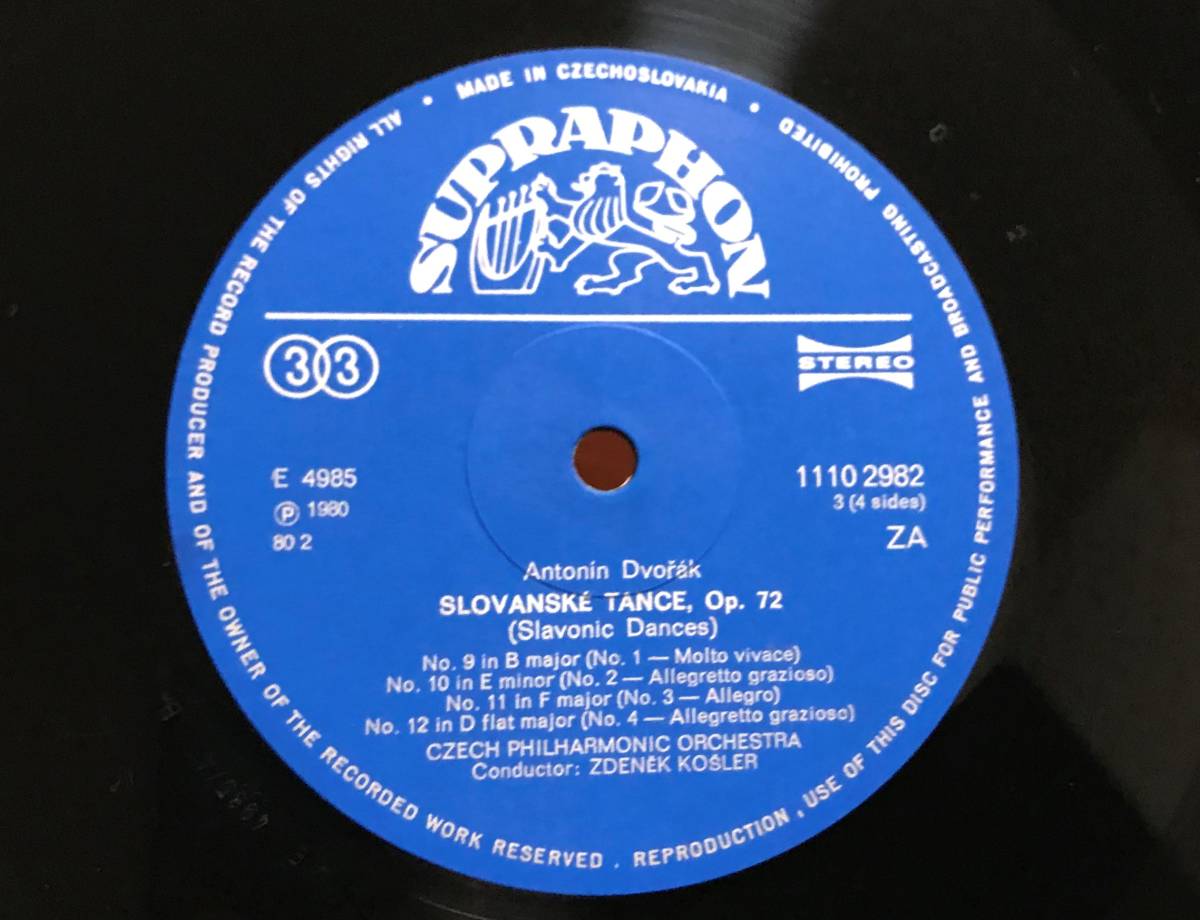 ALL RIGHTS OF THE RECORD PRODUCER AND OF THE OWNER OF THE RECORDED WORK RESERVED . REPRODUCTION , USE OF THIS DISC FOR PUBLIC PERFORMANCE AND BROADCASTING PROHIBITED • MADE IN CZECHOSLOVAKIA •
SUPRAPHON
33
STEREO
E 4985
℗ 1980
80 2
1110 2982
3 (4 sides)
ZA
Antonín Dvořák
SLOVANSKÉ TANCE, Op. 72
(Slavonic Dances)
No. 9 in B major (No. 1 — Molto vivace)
No. 10 in E minor (No. 2 — Allegretto grazioso)
No. 11 in F major (No. 3 — Allegro)
No. 12 in D flat major (No. 4 — Allegretto grazioso)
CZECH PHILHARMONIC ORCHESTRA
Conductor: ZDENĚK KOŠLER